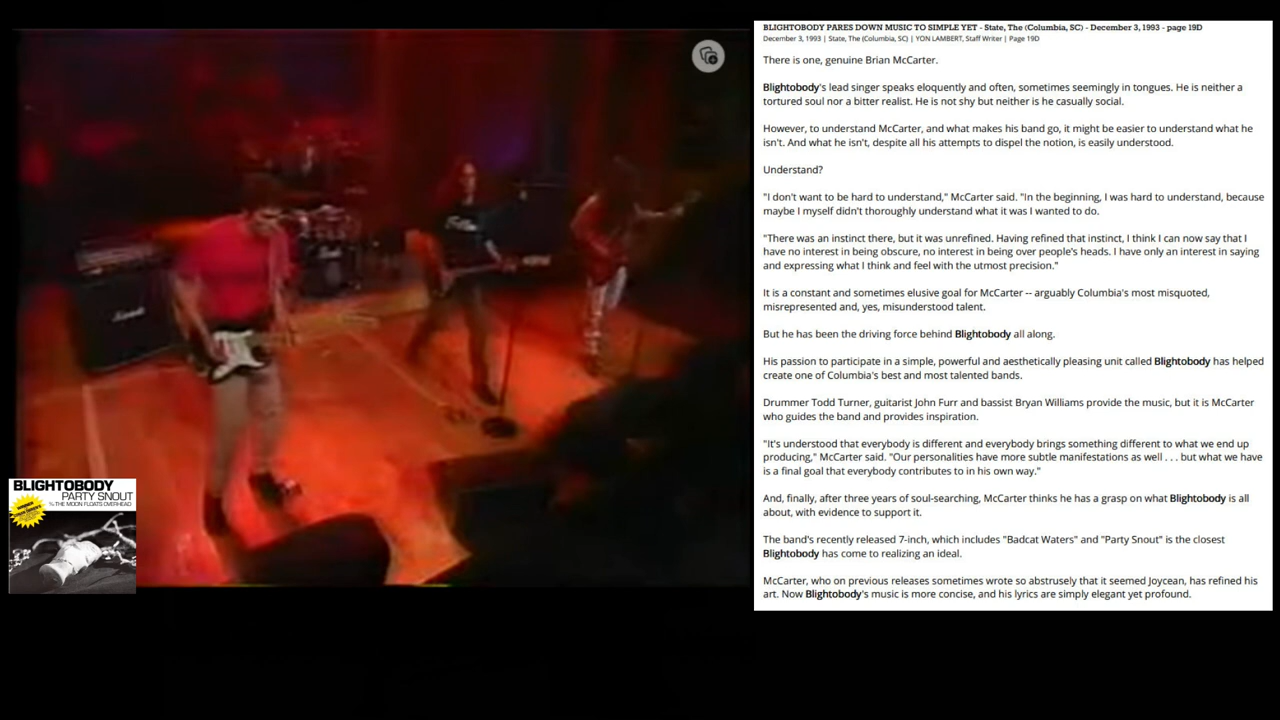 BLIGHTOBODY PARES DOWN MUSIC TO SIMPLE YET - State, The (Columbia, SC) - December 3, 1993 - page 19D
December 3, 1993 | State, The (Columbia, SC) | YON LAMBERT, Staff Writer | Page 19D
There is one, genuine Brian McCarter.
Blightobody's lead singer speaks eloquently and often, sometimes seemingly in tongues. He is neither a
tortured soul nor a bitter realist. He is not shy but neither is he casually social.
However, to understand McCarter, and what makes his band go, it might be easier to understand what he
isn't. And what he isn't, despite all his attempts to dispel the notion, is easily understood.
Understand?
"I don't want to be hard to understand," McCarter said. "In the beginning, I was hard to understand, because
maybe I myself didn't thoroughly understand what it was I wanted to do.
"There was an instinct there, but it was unrefined. Having refined that instinct, I think I can now say that I
have no interest in being obscure, no interest in being over people's heads. I have only an interest in saying
and expressing what I think and feel with the utmost precision."
It is a constant and sometimes elusive goal for McCarter -- arguably Columbia's most misquoted,
misrepresented and, yes, misunderstood talent.
But he has been the driving force behind Blightobody all along.
His passion to participate in a simple, powerful and aesthetically pleasing unit called Blightobody has helped
create one of Columbia's best and most talented bands.
Drummer Todd Turner, guitarist John Furr and bassist Bryan Williams provide the music, but it is McCarter
who guides the band and provides inspiration.
"It's understood that everybody is different and everybody brings something different to what we end up
producing," McCarter said. "Our personalities have more subtle manifestations as well . . . but what we have
is a final goal that everybody contributes to in his own way."
And, finally, after three years of soul-searching, McCarter thinks he has a grasp on what Blightobody is all
about, with evidence to support it.
The band's recently released 7-inch, which includes "Badcat Waters" and "Party Snout" is the closest
Blightobody has come to realizing an ideal.
McCarter, who on previous releases sometimes wrote so abstrusely that it seemed Joycean, has refined his
art. Now Blightobody's music is more concise, and his lyrics are simply elegant yet profound.
Marshall
BLIGHTOBODY
PARTY SNOUT
THE MOON FLOATS OVERHEAD